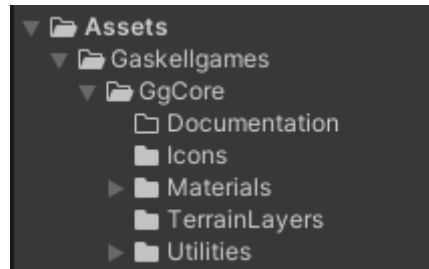 Assets
Gaskellgames
GgCore
Documentation
Icons
Materials
TerrainLayers
Utilities